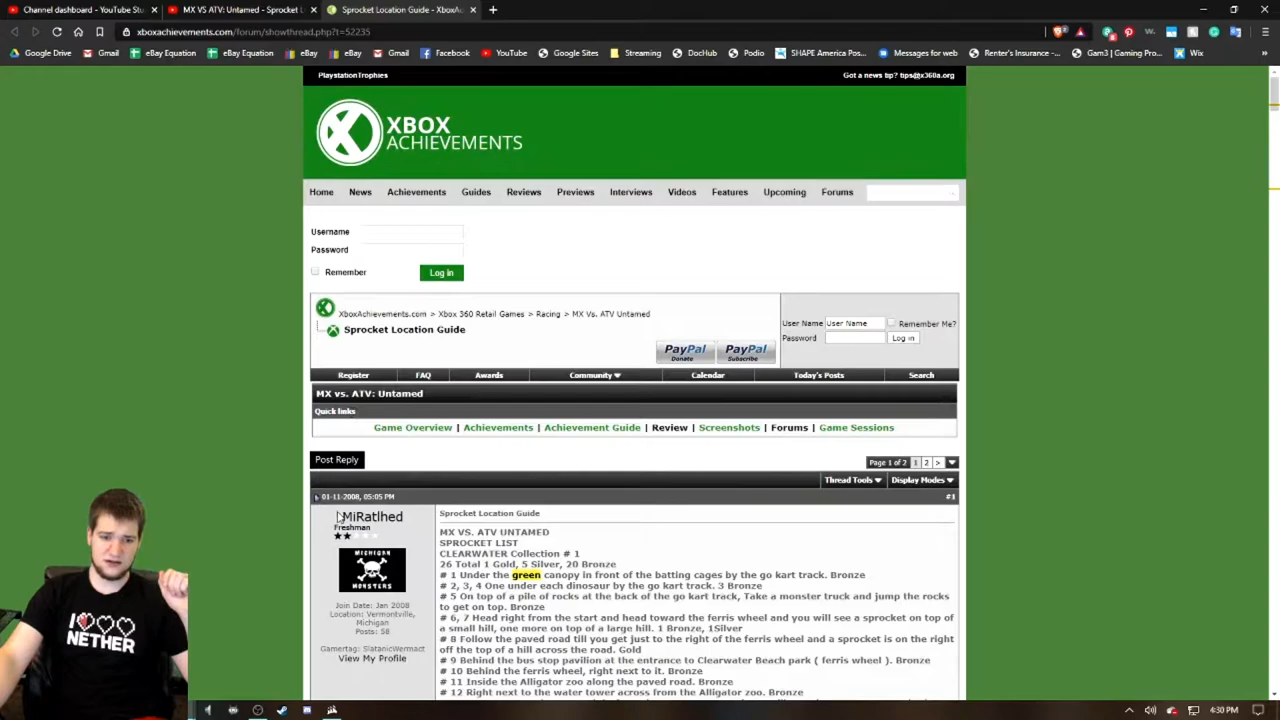 Channel dashboard - YouTube Stu
MX VS ATV: Untamed - Sprocket L
Sprocket Location Guide - XboxA
xboxachievements.com/forum/showthread.php?t=52235
Google Drive Gmail eBay Equation eBay Equation eBay eBay Gmail Facebook YouTube Google Sites Streaming DocHub Podio SHAPE America Pos... Messages for web Renter's Insurance -... Gam3 | Gaming Pro... Wix
PlaystationTrophies
Got a news tip? tips@x360a.org
XBOX
ACHIEVEMENTS
Home News Achievements Guides Reviews Previews Interviews Videos Features Upcoming Forums
Username
Password
Remember Log in
XboxAchievements.com > Xbox 360 Retail Games > Racing > MX Vs. ATV Untamed
Sprocket Location Guide
User Name User Name Remember Me?
Password Log in
PayPal Donate PayPal Subscribe
Register FAQ Awards Community Calendar Today's Posts Search
MX vs. ATV: Untamed
Quick links
Game Overview | Achievements | Achievement Guide | Review | Screenshots | Forums | Game Sessions
Post Reply
Page 1 of 2 1 2 >
Thread Tools Display Modes
01-11-2008, 05:05 PM #1
MiRatlhed
Freshman
MICHIGAN
MONSTERS
Join Date: Jan 2008
Location: Vermontville,
Michigan
Posts: 58
Gamertag: SlatanicWermact
View My Profile
Sprocket Location Guide
MX VS. ATV UNTAMED
SPROCKET LIST
CLEARWATER Collection # 1
26 Total 1 Gold, 5 Silver, 20 Bronze
# 1 Under the green canopy in front of the batting cages by the go kart track. Bronze
# 2, 3, 4 One under each dinosaur by the go kart track. 3 Bronze
# 5 On top of a pile of rocks at the back of the go kart track, Take a monster truck and jump the rocks
to get on top. Bronze
# 6, 7 Head right from the start and head toward the ferris wheel and you will see a sprocket on top of
a small hill, one more on top of a large hill. 1 Bronze, 1Silver
# 8 Follow the paved road till you get just to the right of the ferris wheel and a sprocket is on the right
off the top of a hill across the road. Gold
# 9 Behind the bus stop pavilion at the entrance to Clearwater Beach park ( ferris wheel ). Bronze
# 10 Behind the ferris wheel, right next to it. Bronze
# 11 Inside the Alligator zoo along the paved road. Bronze
# 12 Right next to the water tower across from the Alligator zoo. Bronze
I
NETHER
4:30 PM